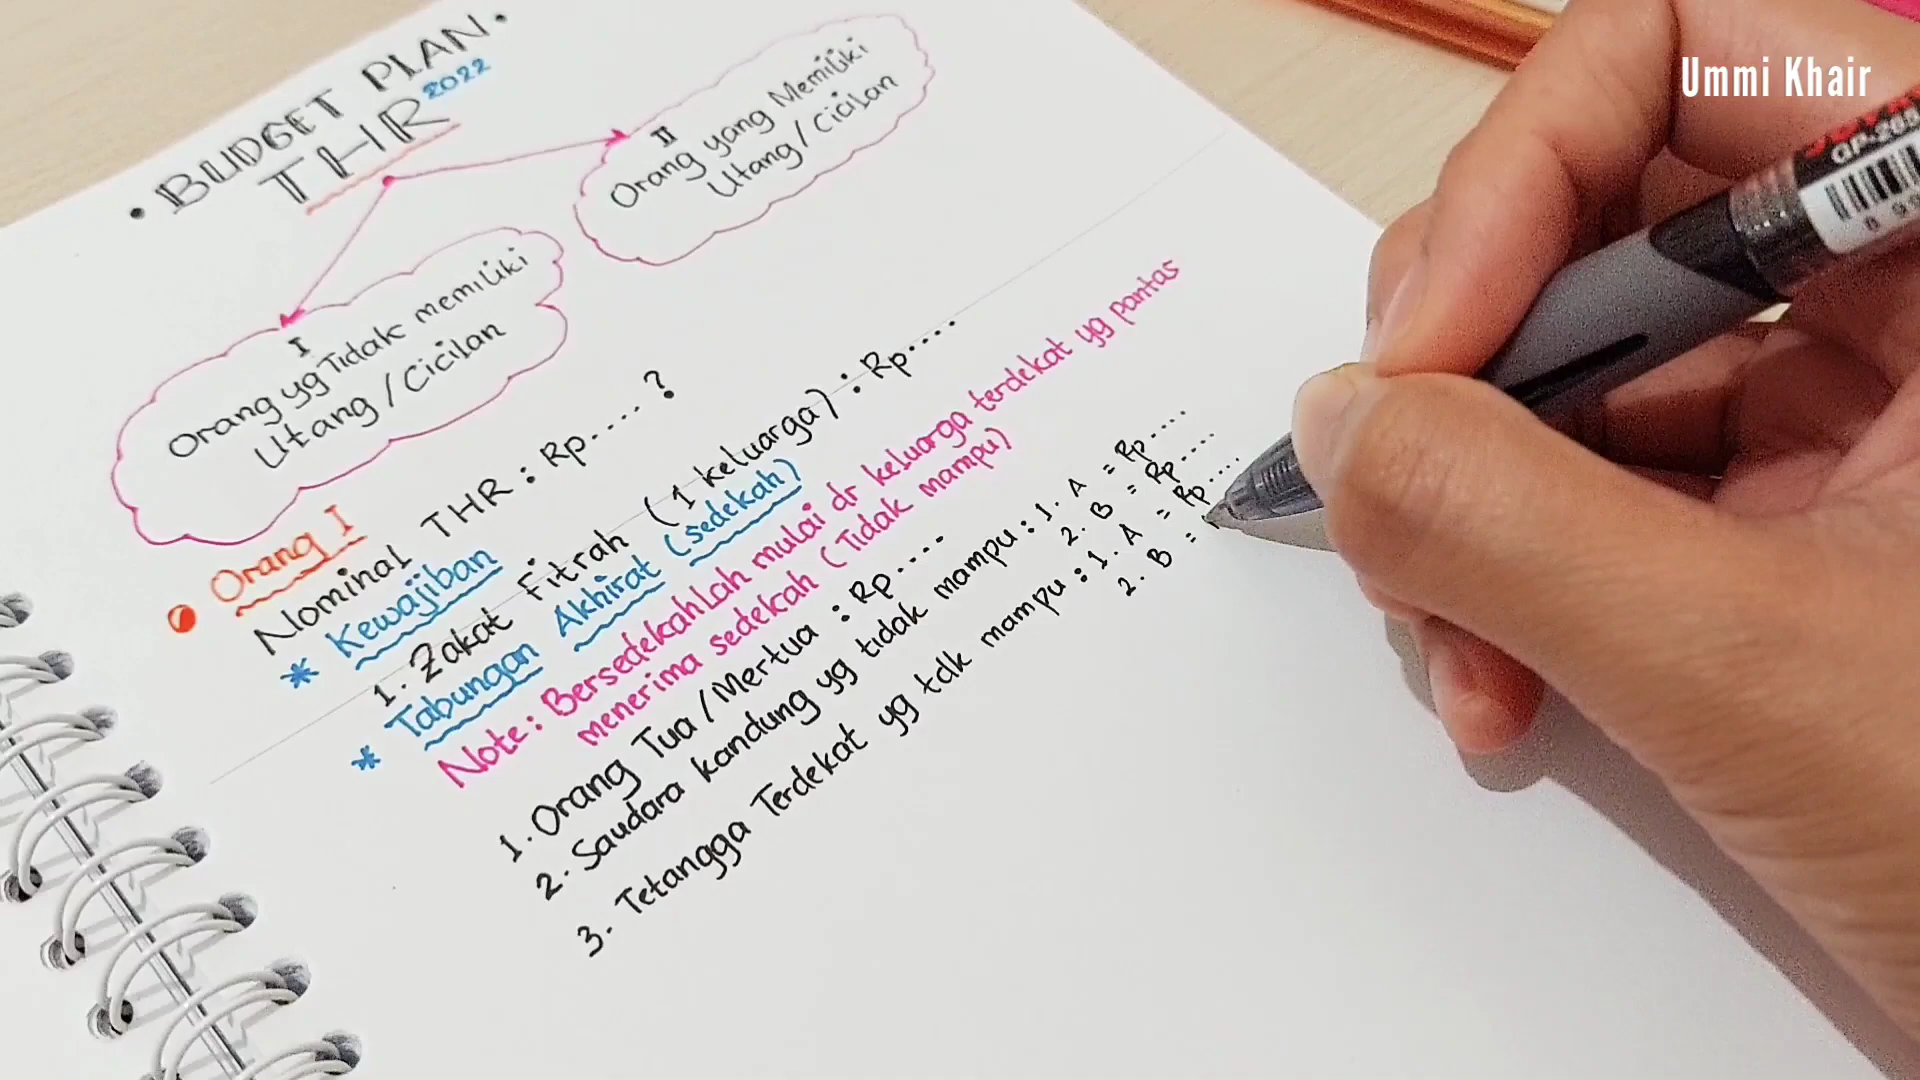 Ummi Khair
• BUDGET PLAN •
THR 2022
I
Orang yg Tidak memiliki
Utang / Cicilan
II
Orang yang Memiliki
Utang / Cicilan
Orang I
Nominal THR : Rp.... ?
* Kewajiban
1. Zakat Fitrah (1 keluarga) : Rp....
* Tabungan Akhirat (sedekah)
Note: Bersedekahlah mulai dr keluarga terdekat yg pantas
menerima sedekah (Tidak mampu)
1. Orang Tua / Mertua : Rp....
2. Saudara kandung yg tidak mampu : 1. A = Rp....
2. B = Rp....
3. Tetangga Terdekat yg tdk mampu : 1. A = Rp....
2. B =